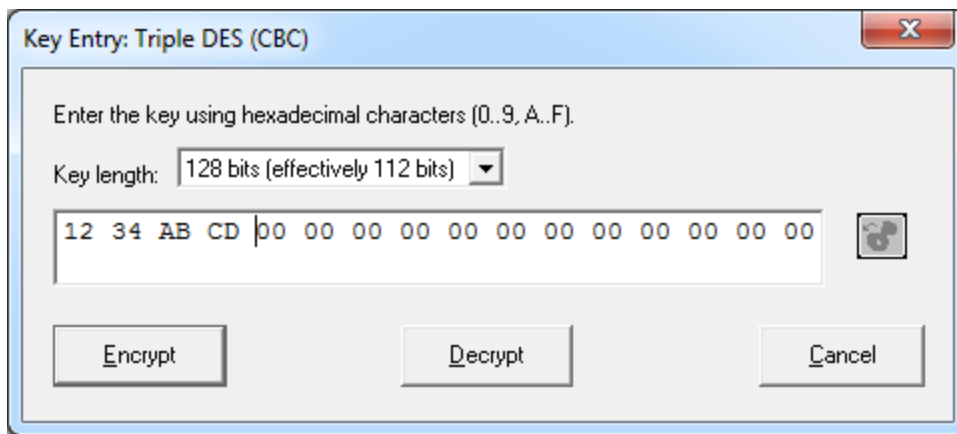 Key Entry: Triple DES (CBC)
Enter the key using hexadecimal characters (0..9, A..F).
Key length: 128 bits (effectively 112 bits)
12 34 AB CD 00 00 00 00 00 00 00 00 00 00 00 00
Encrypt Decrypt Cancel